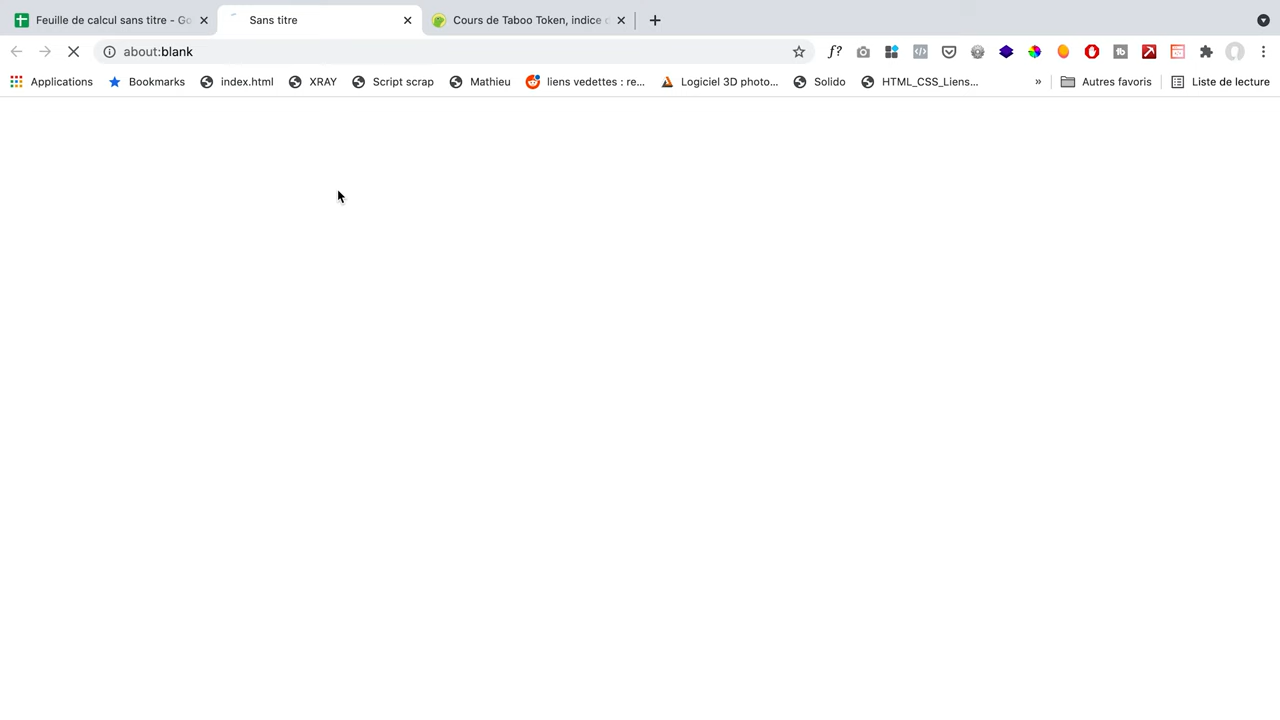 Feuille de calcul sans titre - Go
Sans titre
Cours de Taboo Token, indice d
about:blank
f?
Applications
Bookmarks
index.html
XRAY
Script scrap
Mathieu
liens vedettes : re...
Logiciel 3D photo...
Solido
HTML_CSS_Liens...
»
Autres favoris
Liste de lecture